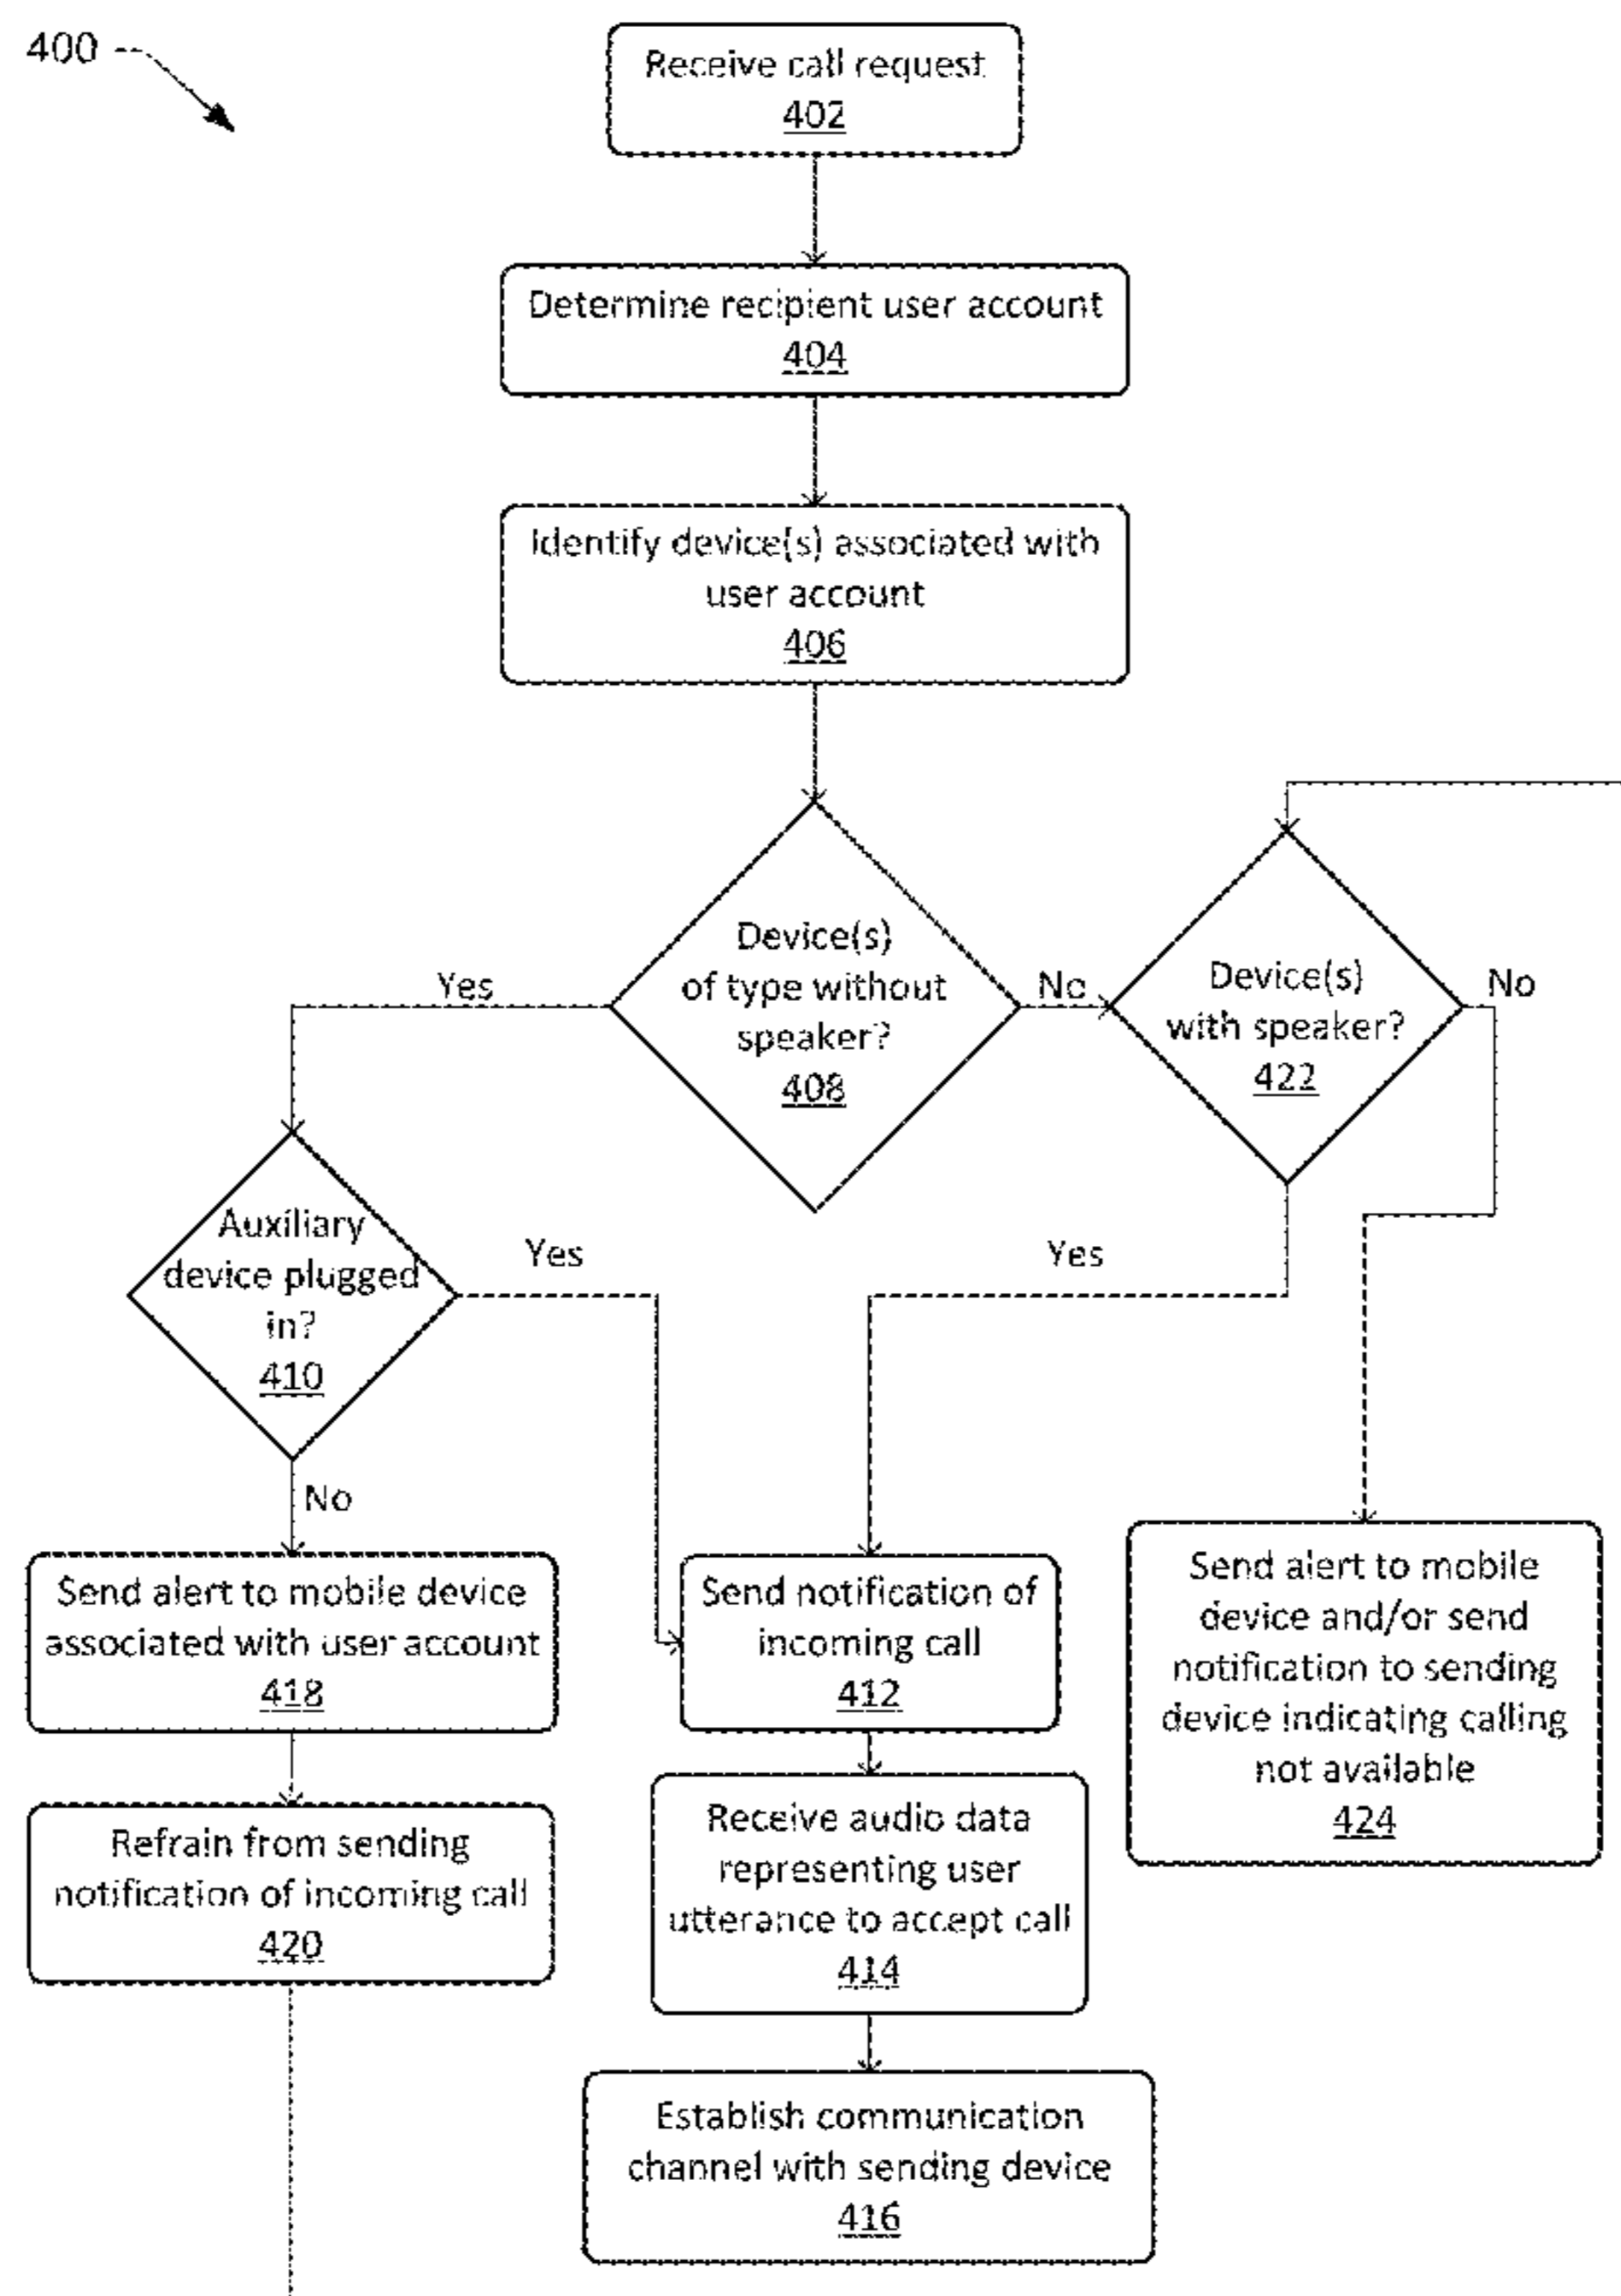 400
Receive call request
402
Determine recipient user account
404
Identify device(s) associated with
user account
406
Device(s)
of type without
speaker?
408
Yes
No
Device(s)
with speaker?
422
No
Auxiliary
device plugged
in?
410
Yes
Yes
No
Send alert to mobile device
associated with user account
418
Send notification of
incoming call
412
Send alert to mobile
device and/or send
notification to sending
device indicating calling
not available
424
Refrain from sending
notification of incoming call
420
Receive audio data
representing user
utterance to accept call
414
Establish communication
channel with sending device
416